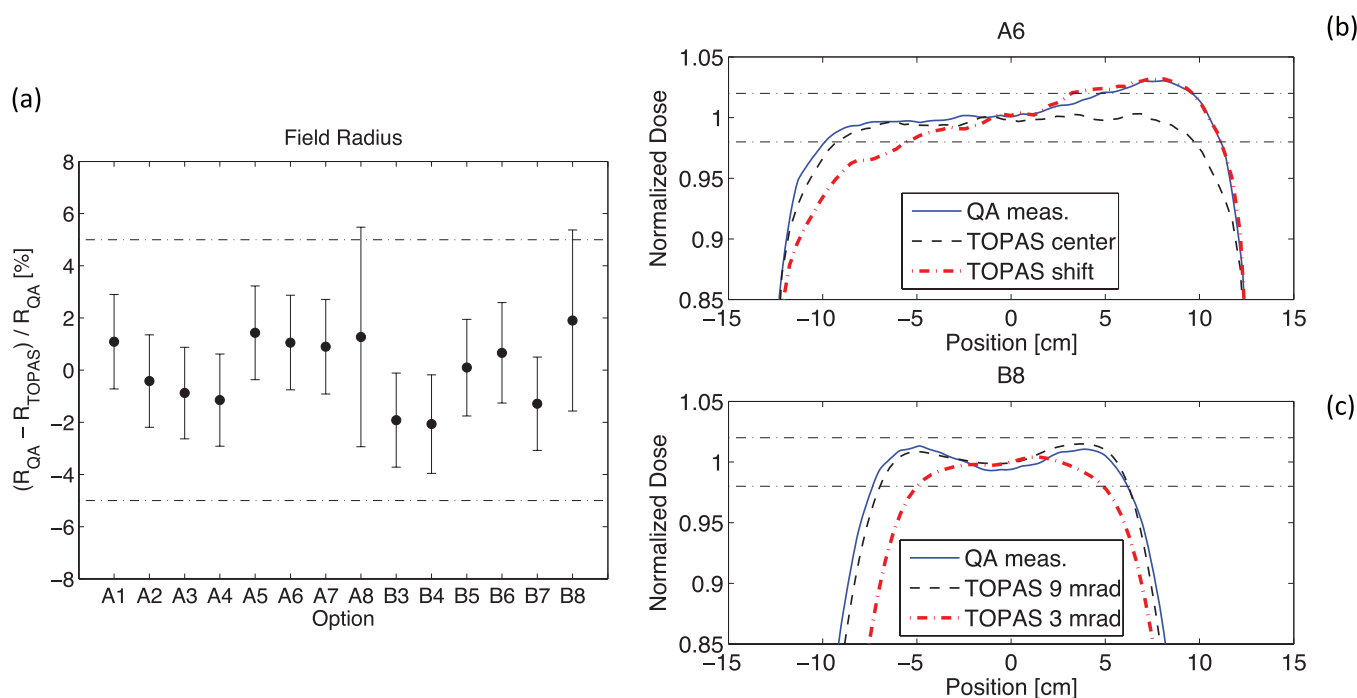 (a)
Field Radius
8
6
4
2
0
−2
−4
−6
−8
(R_QA − R_TOPAS) / R_QA [%]
A1 A2 A3 A4 A5 A6 A7 A8 B3 B4 B5 B6 B7 B8
Option
(b)
A6
1.05
1
0.95
0.9
0.85
Normalized Dose
QA meas.
TOPAS center
TOPAS shift
−15 −10 −5 0 5 10 15
Position [cm]
(c)
B8
1.05
1
0.95
0.9
0.85
Normalized Dose
QA meas.
TOPAS 9 mrad
TOPAS 3 mrad
−15 −10 −5 0 5 10 15
Position [cm]